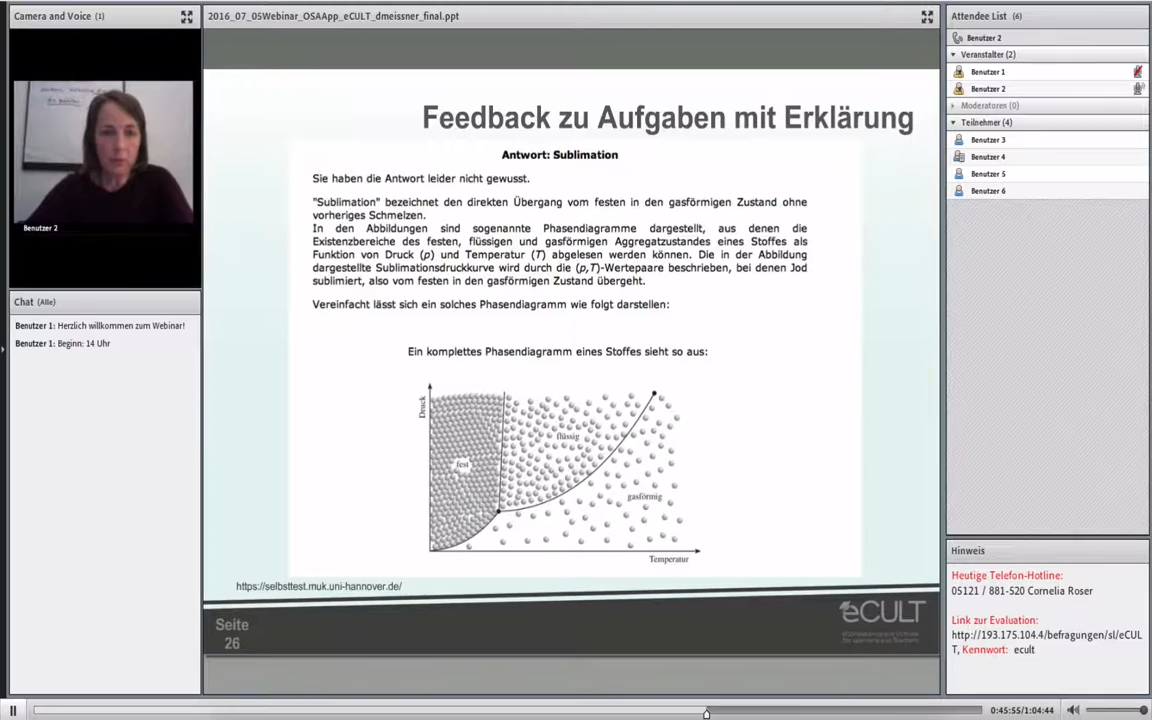 Camera and Voice (1)
2016_07_05Webinar_OSAApp_eCULT_dmeissner_final.ppt
Attendee List (6)
Benutzer 2
Veranstalter (2)
Benutzer 1
Benutzer 2
Moderatoren (0)
Teilnehmer (4)
Benutzer 3
Benutzer 4
Benutzer 5
Benutzer 6
Benutzer 2
Chat (Alle)
Benutzer 1: Herzlich willkommen zum Webinar!
Benutzer 1: Beginn: 14 Uhr
Feedback zu Aufgaben mit Erklärung
Antwort: Sublimation
Sie haben die Antwort leider nicht gewusst.
"Sublimation" bezeichnet den direkten Übergang vom festen in den gasförmigen Zustand ohne
vorheriges Schmelzen.
In den Abbildungen sind sogenannte Phasendiagramme dargestellt, aus denen die
Existenzbereiche des festen, flüssigen und gasförmigen Aggregatzustandes eines Stoffes als
Funktion von Druck (p) und Temperatur (T) abgelesen werden können. Die in der Abbildung
dargestellte Sublimationsdruckkurve wird durch die (p,T)-Wertepaare beschrieben, bei denen Jod
sublimiert, also vom festen in den gasförmigen Zustand übergeht.
Vereinfacht lässt sich ein solches Phasendiagramm wie folgt darstellen:
Ein komplettes Phasendiagramm eines Stoffes sieht so aus:
Druck
fest
flüssig
gasförmig
Temperatur
https://selbsttest.muk.uni-hannover.de/
Seite
26
eCULT
Hinweis
Heutige Telefon-Hotline:
05121 / 881-520 Cornelia Roser
Link zur Evaluation:
http://193.175.104.4/befragungen/sl/eCUL
T, Kennwort: ecult
0:45:55/1:04:44